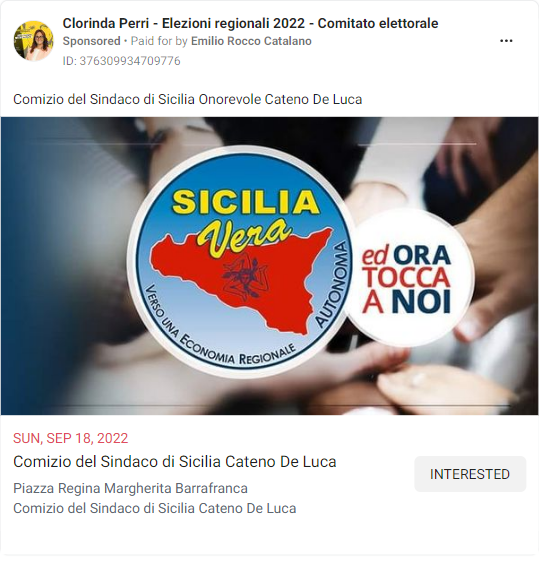 Clorinda Perri - Elezioni regionali 2022 - Comitato elettorale
Sponsored • Paid for by Emilio Rocco Catalano
ID: 376309934709776
Comizio del Sindaco di Sicilia Onorevole Cateno De Luca
SICILIA
Vera
VERSO UNA ECONOMIA REGIONALE
AUTONOMA
ed ORA
TOCCA
A NOI
SUN, SEP 18, 2022
Comizio del Sindaco di Sicilia Cateno De Luca
INTERESTED
Piazza Regina Margherita Barrafranca
Comizio del Sindaco di Sicilia Cateno De Luca